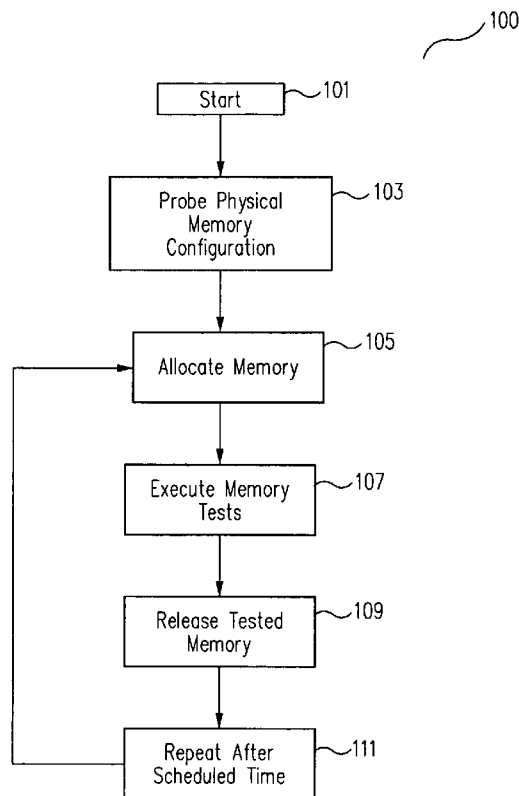 100
Start
101
Probe Physical
Memory
Configuration
103
Allocate Memory
105
Execute Memory
Tests
107
Release Tested
Memory
109
Repeat After
Scheduled Time
111